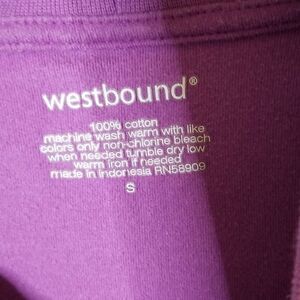 westbound®
100% cotton
machine wash warm with like
colors only non-chlorine bleach
when needed tumble dry low
warm iron if needed
made in Indonesia RN58909
S